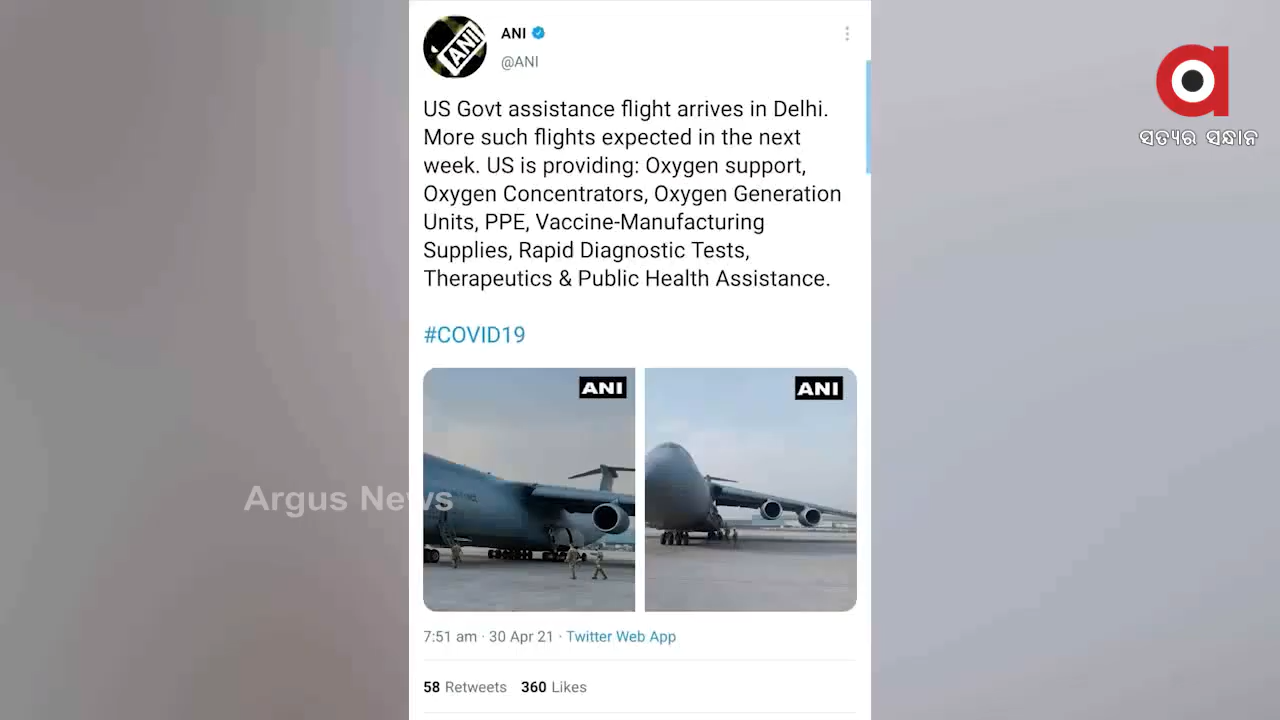 ANI
ANI
@ANI
ସତ୍ୟର ସନ୍ଧାନ
US Govt assistance flight arrives in Delhi.
More such flights expected in the next
week. US is providing: Oxygen support,
Oxygen Concentrators, Oxygen Generation
Units, PPE, Vaccine-Manufacturing
Supplies, Rapid Diagnostic Tests,
Therapeutics & Public Health Assistance.
#COVID19
ANI
ANI
Argus News
7:51 am · 30 Apr 21 · Twitter Web App
58 Retweets 360 Likes